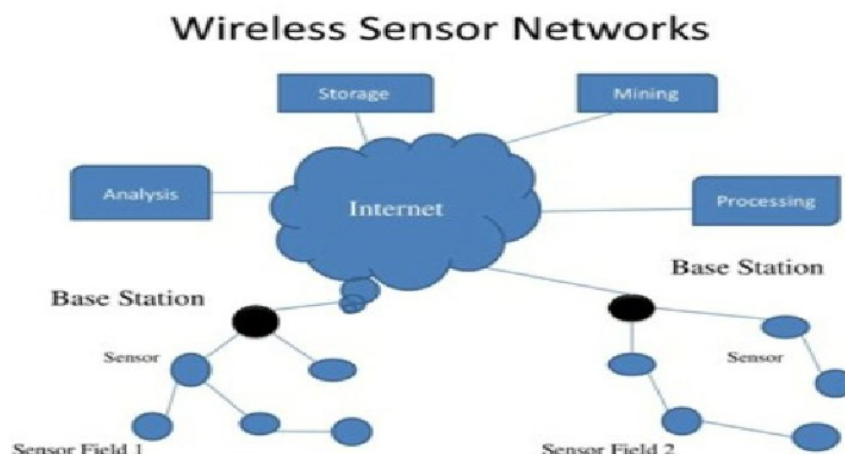 Wireless Sensor Networks
Storage
Mining
Analysis
Internet
Processing
Base Station
Base Station
Sensor
Sensor
Sensor Field 1
Sensor Field 2